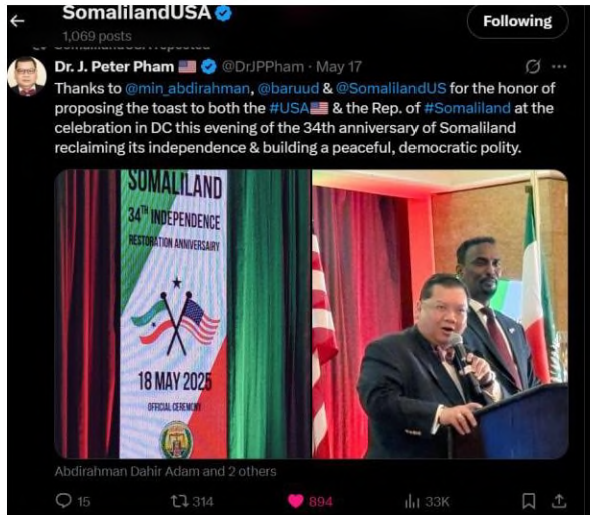 SomalilandUSA
1,069 posts
Following
SomalilandUSA reposted
Dr. J. Peter Pham 🇺🇸 @DrJPPham · May 17
Thanks to @min_abdirahman, @baruud & @SomalilandUS for the honor of
proposing the toast to both the #USA🇺🇸 & the Rep. of #Somaliland at the
celebration in DC this evening of the 34th anniversary of Somaliland
reclaiming its independence & building a peaceful, democratic polity.
SOMALILAND
34TH INDEPENDENCE
RESTORATION ANNIVERSAIRY
18 MAY 2025
OFFICIAL CEREMONY
Abdirahman Dahir Adam and 2 others
15 314 894 33K